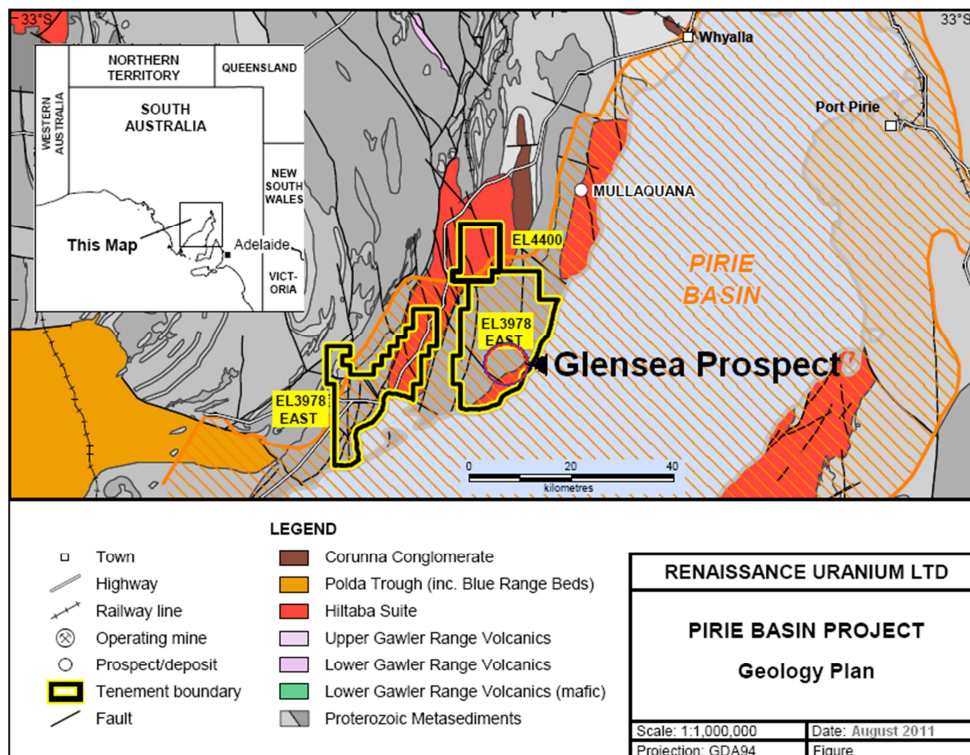 33°S
33°S
NORTHERN
TERRITORY
QUEENSLAND
WESTERN
AUSTRALIA
SOUTH
AUSTRALIA
NEW
SOUTH
WALES
This Map
Adelaide
VICT-
ORIA
Whyalla
Port Pirie
MULLAQUANA
EL4400
PIRIE
BASIN
EL3978
EAST
Glensea Prospect
EL3978
EAST
0 20 40
kilometres
LEGEND
Town
Highway
Railway line
Operating mine
Prospect/deposit
Tenement boundary
Fault
Corunna Conglomerate
Polda Trough (inc. Blue Range Beds)
Hiltaba Suite
Upper Gawler Range Volcanics
Lower Gawler Range Volcanics
Lower Gawler Range Volcanics (mafic)
Proterozoic Metasediments
RENAISSANCE URANIUM LTD
PIRIE BASIN PROJECT
Geology Plan
Scale: 1:1,000,000 Date: August 2011
Projection: GDA94 Figure